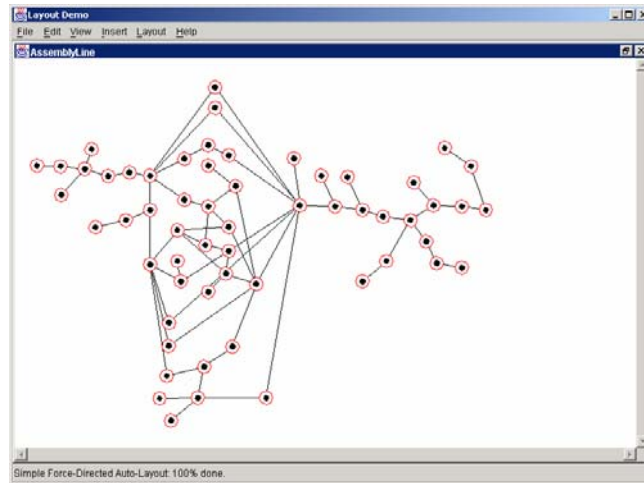 Layout Demo
File Edit View Insert Layout Help
AssemblyLine
Simple Force-Directed Auto-Layout: 100% done.